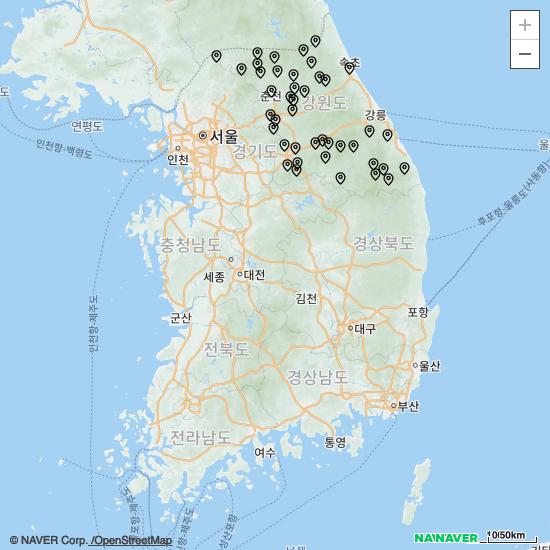 +
−
속초
춘천
강원도
강릉
연평도
인천항-백령도
서울
인천
경기도
울
후포항-울릉도(사동항)
충청남도
경상북도
세종
대전
김천
인천항-제주도
군산
포항
대구
전북도
경상남도
울산
부산
전라남도
여수
통영
© NAVER Corp. /OpenStreetMap
NAVER
10/50km